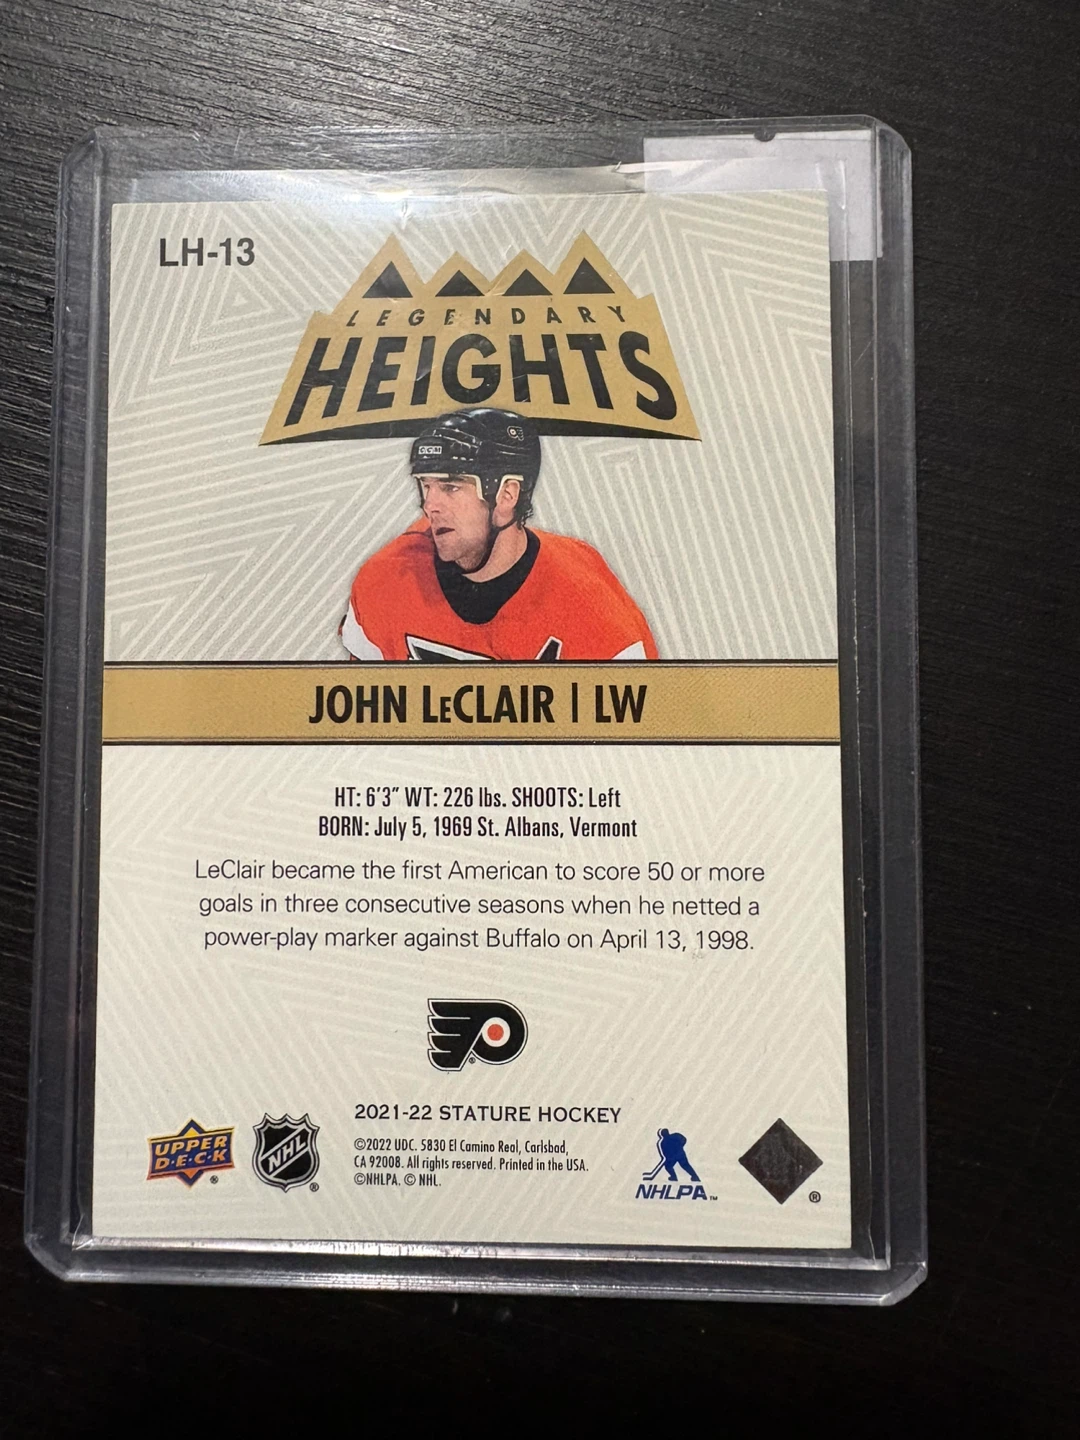 LH-13
LEGENDARY
HEIGHTS
CCM
JOHN LeCLAIR | LW
HT: 6'3" WT: 226 lbs. SHOOTS: Left
BORN: July 5, 1969 St. Albans, Vermont
LeClair became the first American to score 50 or more
goals in three consecutive seasons when he netted a
power-play marker against Buffalo on April 13, 1998.
®
2021-22 STATURE HOCKEY
UPPER
D·E·C·K
®
NHL
®
©2022 UDC. 5830 El Camino Real, Carlsbad,
CA 92008. All rights reserved. Printed in the USA.
©NHLPA. © NHL.
NHLPA™
®